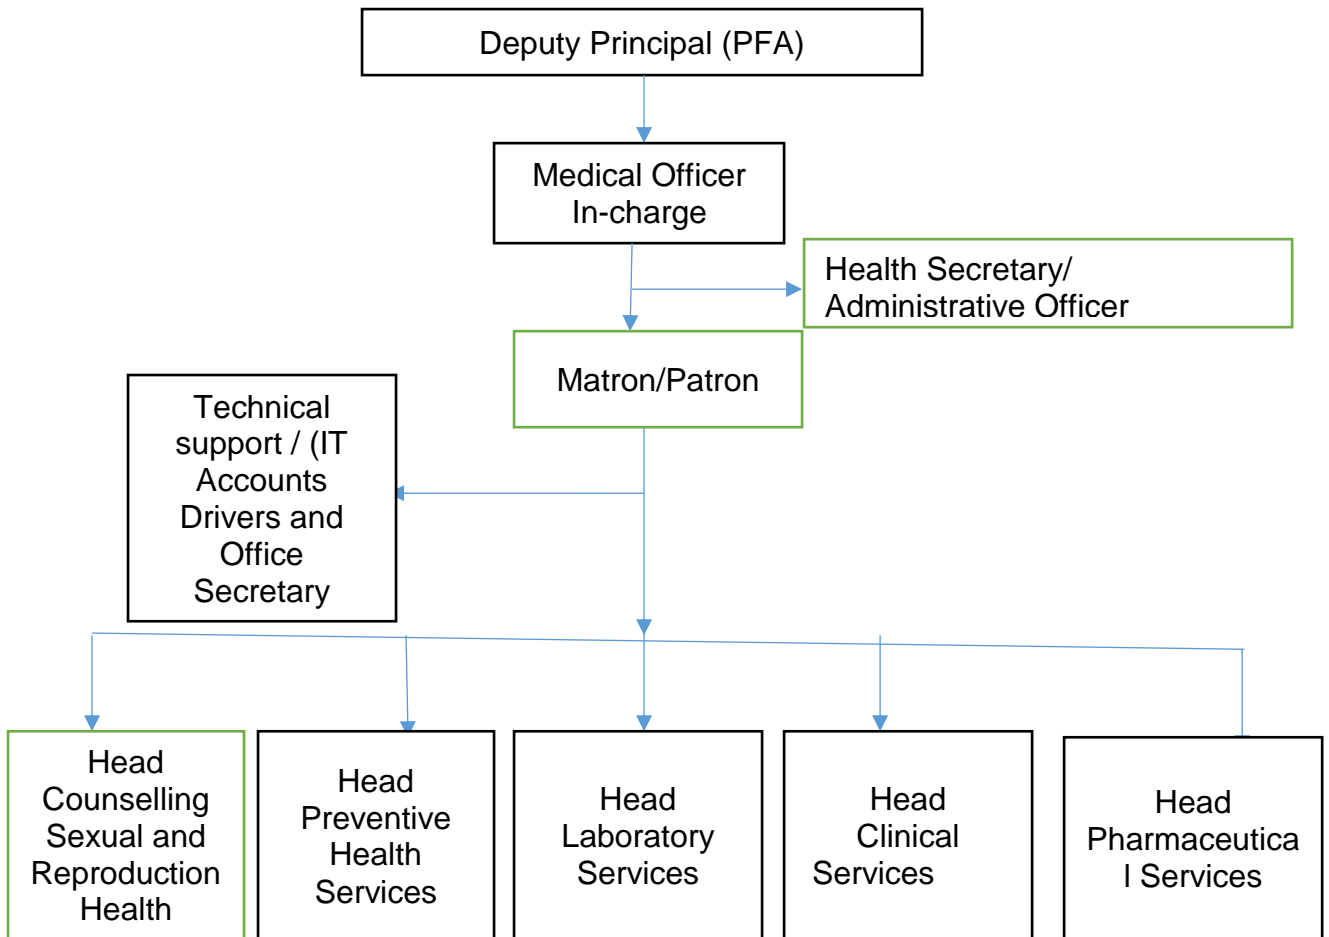 Deputy Principal (PFA)
Medical Officer
In-charge
Health Secretary/
Administrative Officer
Matron/Patron
Technical
support / (IT
Accounts
Drivers and
Office
Secretary
Head
Counselling
Sexual and
Reproduction
Health
Head
Preventive
Health
Services
Head
Laboratory
Services
Head
Clinical
Services
Head
Pharmaceutica
l Services